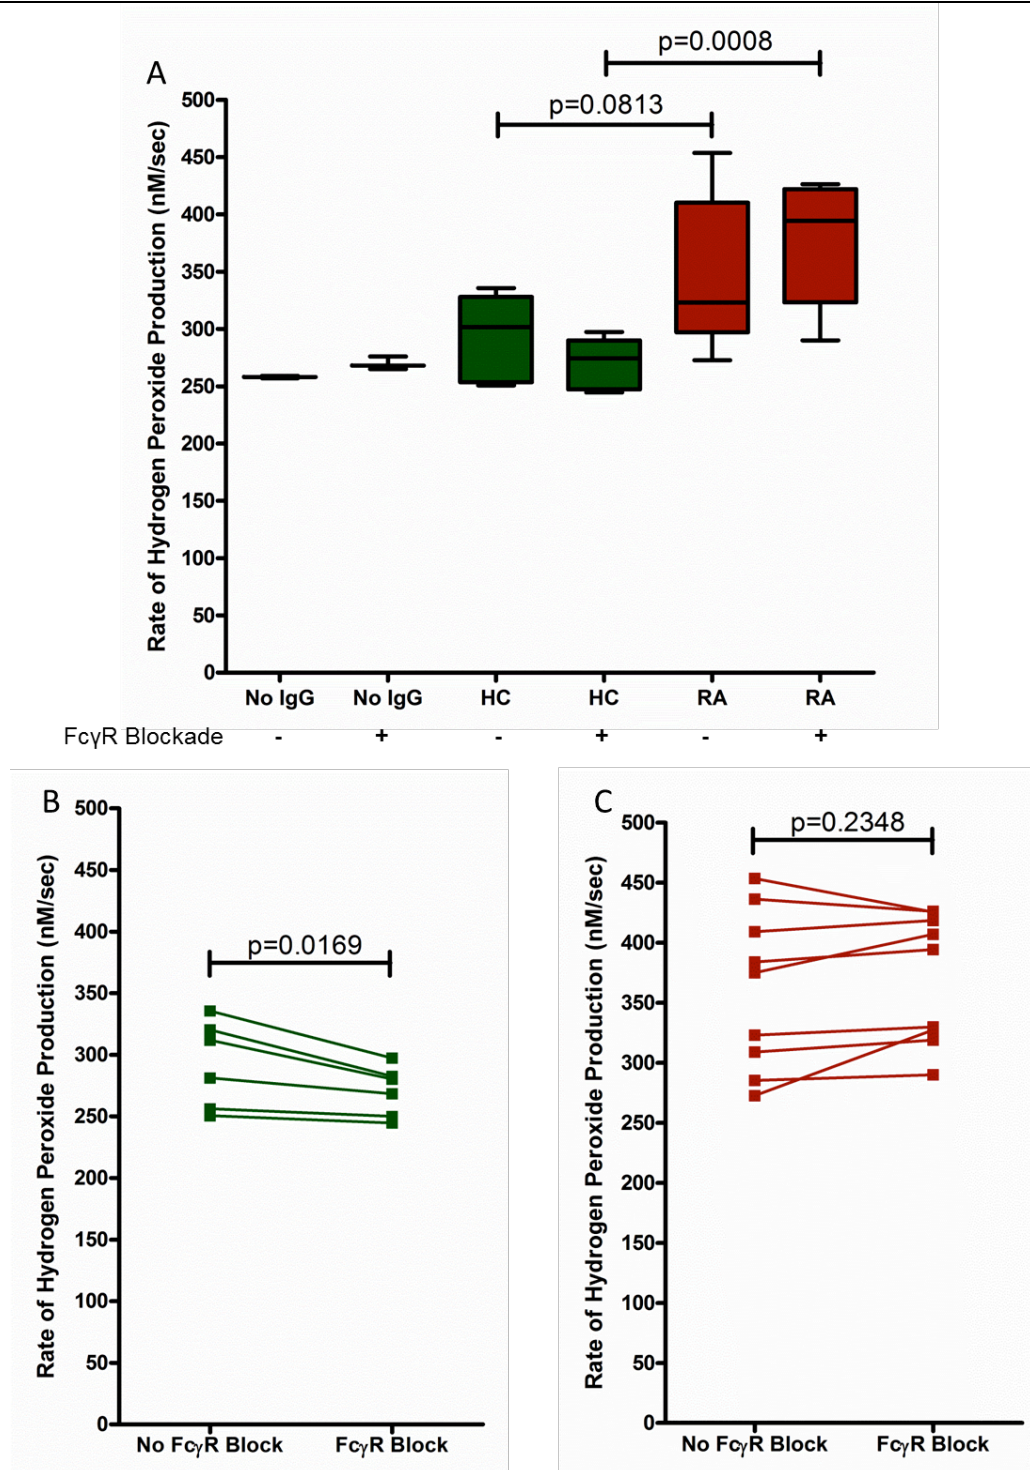 A
p=0.0008
p=0.0813
Rate of Hydrogen Peroxide Production (nM/sec)
500
450
400
350
300
250
200
150
100
50
0
No IgG No IgG HC HC RA RA
FcγR Blockade - + - + - +
B
Rate of Hydrogen Peroxide Production (nM/sec)
500
450
400
350
300
250
200
150
100
50
0
p=0.0169
No FcγR Block FcγR Block
C
Rate of Hydrogen Peroxide Production (nM/sec)
500
450
400
350
300
250
200
150
100
50
0
p=0.2348
No FcγR Block FcγR Block